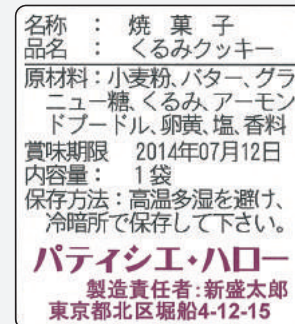 名称 : 焼菓子
品名 : くるみクッキー
原材料:小麦粉、バター、グラ
ニュー糖、くるみ、アーモン
ドプードル、卵黄、塩、香料
賞味期限 2014年07月12日
内容量: 1袋
保存方法:高温多湿を避け、
冷暗所で保存して下さい。
パティシエ・ハロー
製造責任者:新盛太郎
東京都北区堀船4-12-15